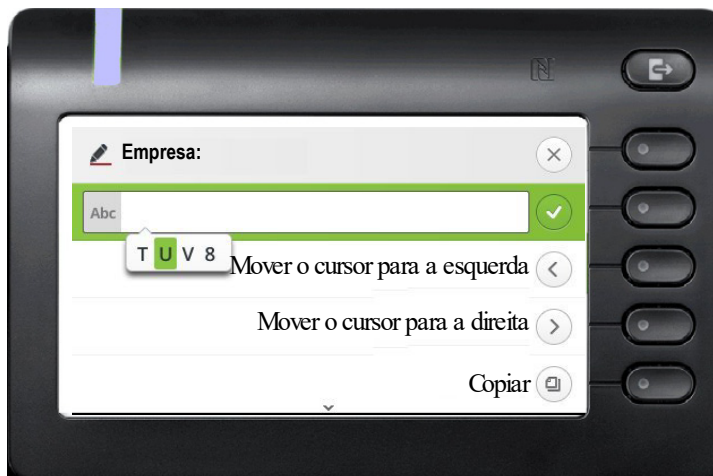 Empresa:
Abc
T U V 8
Mover o cursor para a esquerda
Mover o cursor para a direita
Copiar